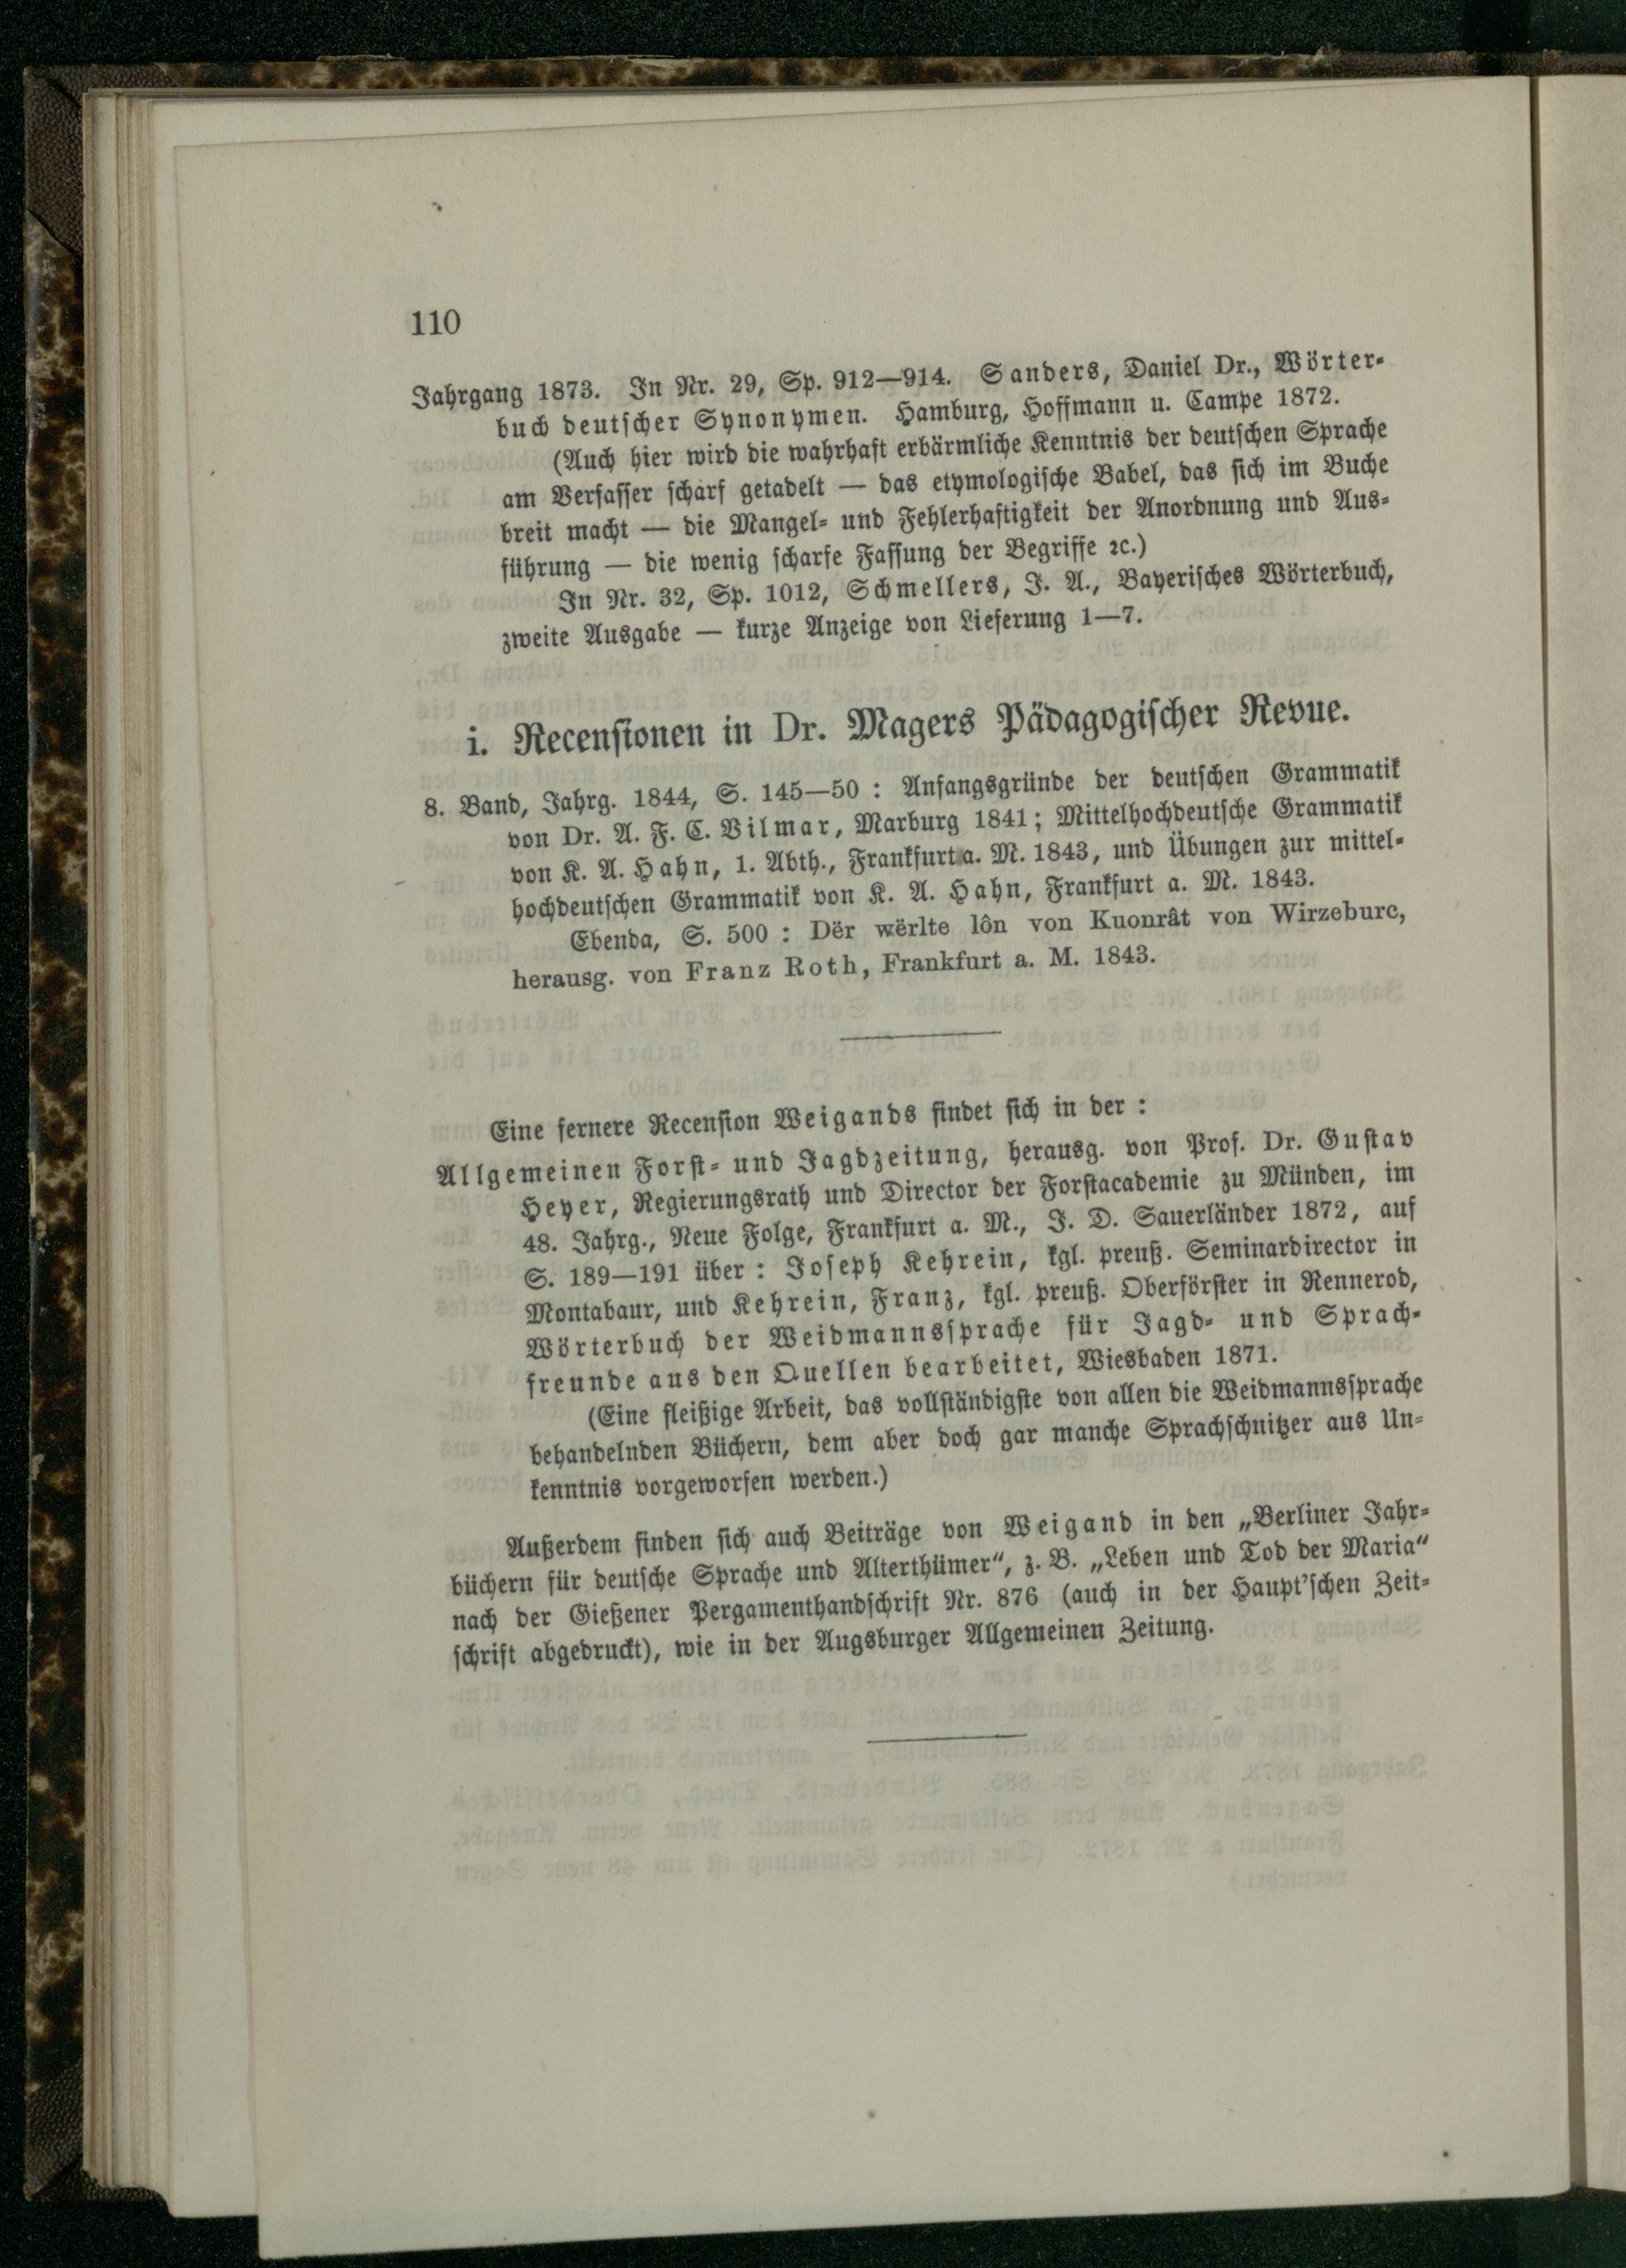 110
Jahrgang 1873. In Nr. 29, Sp. 912—914. Sanders, Daniel Dr., Wörter-
buch deutscher Synonymen. Hamburg, Hoffmann u. Campe 1872.
(Auch hier wird die wahrhaft erbärmliche Kenntnis der deutschen Sprache
am Verfasser scharf getadelt — das etymologische Babel, das sich im Buche
breit macht — die Mangel- und Fehlerhaftigkeit der Anordnung und Aus-
führung — die wenig scharfe Fassung der Begriffe ꝛc.)
In Nr. 32, Sp. 1012, Schmellers, J. A., Bayerisches Wörterbuch,
zweite Ausgabe — kurze Anzeige von Lieferung 1—7.
i. Recensionen in Dr. Magers Pädagogischer Revue.
8. Band, Jahrg. 1844, S. 145—50 : Anfangsgründe der deutschen Grammatik
von Dr. A. F. C. Vilmar, Marburg 1841; Mittelhochdeutsche Grammatik
von K. A. Hahn, 1. Abth., Frankfurt a. M. 1843, und Übungen zur mittel-
hochdeutschen Grammatik von K. A. Hahn, Frankfurt a. M. 1843.
Ebenda, S. 500 : Dër wërlte lôn von Kuonrât von Wirzeburc,
herausg. von Franz Roth, Frankfurt a. M. 1843.
Eine fernere Recension Weigands findet sich in der :
Allgemeinen Forst- und Jagdzeitung, herausg. von Prof. Dr. Gustav
Heyer, Regierungsrath und Director der Forstacademie zu Münden, im
48. Jahrg., Neue Folge, Frankfurt a. M., J. D. Sauerländer 1872, auf
S. 189—191 über : Joseph Kehrein, kgl. preuß. Seminardirector in
Montabaur, und Kehrein, Franz, kgl. preuß. Oberförster in Rennerod,
Wörterbuch der Weidmannssprache für Jagd- und Sprach-
freunde aus den Quellen bearbeitet, Wiesbaden 1871.
(Eine fleißige Arbeit, das vollständigste von allen die Weidmannssprache
behandelnden Büchern, dem aber doch gar manche Sprachschnitzer aus Un-
kenntnis vorgeworfen werden.)
Außerdem finden sich auch Beiträge von Weigand in den „Berliner Jahr-
büchern für deutsche Sprache und Alterthümer“, z. B. „Leben und Tod der Maria“
nach der Gießener Pergamenthandschrift Nr. 876 (auch in der Haupt'schen Zeit-
schrift abgedruckt), wie in der Augsburger Allgemeinen Zeitung.